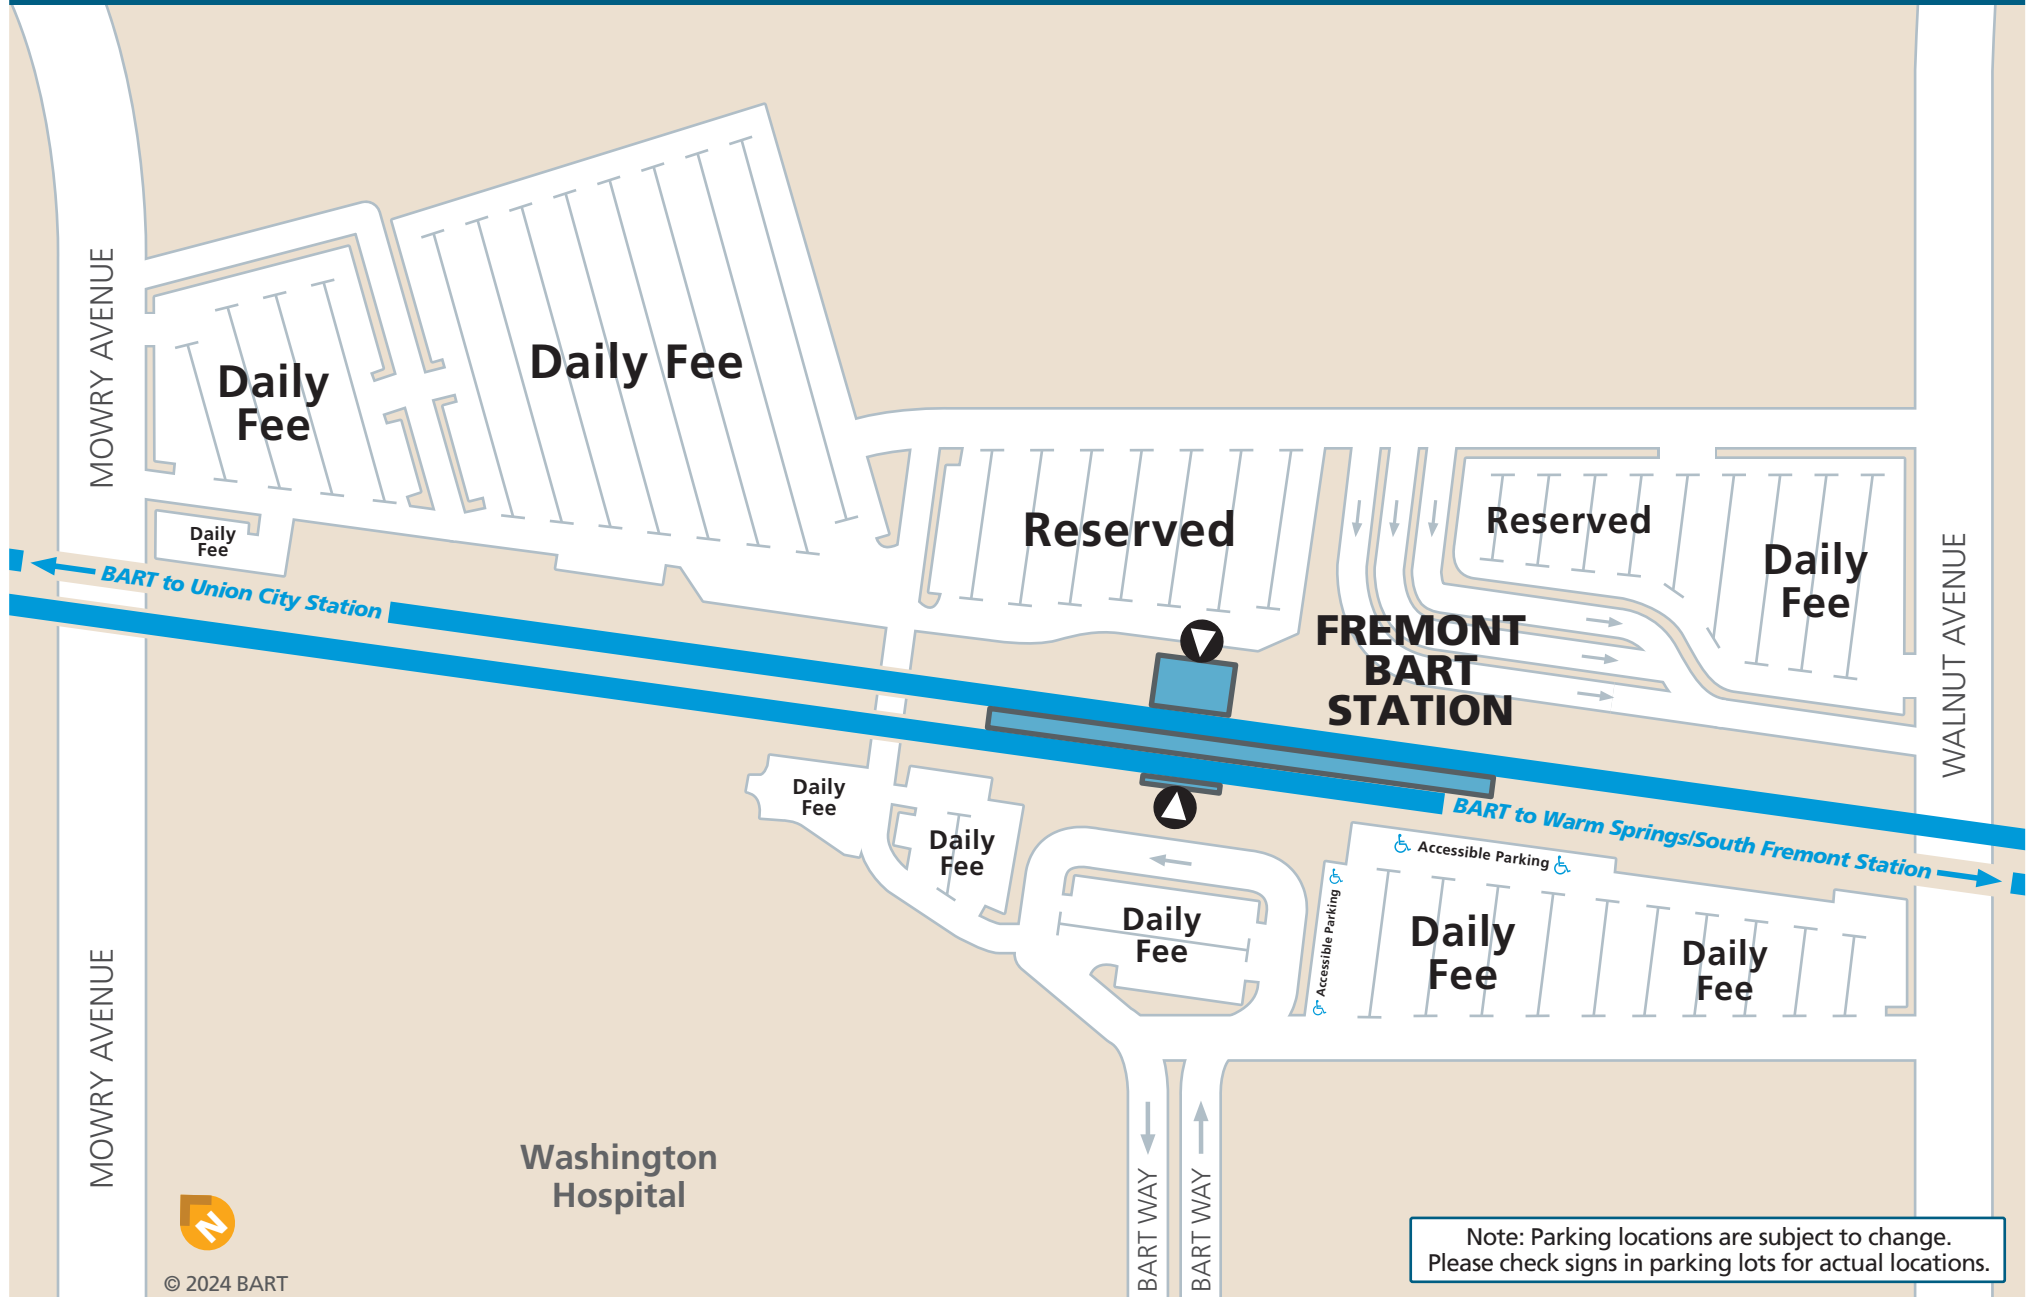 MOWRY AVENUE
Daily
Fee
Daily Fee
Daily
Fee
Reserved
Reserved
Daily
Fee
WALNUT AVENUE
BART to Union City Station
FREMONT
BART
STATION
Daily
Fee
Daily
Fee
BART to Warm Springs/South Fremont Station
Accessible Parking
Accessible Parking
Daily
Fee
Daily
Fee
Daily
Fee
MOWRY AVENUE
Washington
Hospital
BART WAY
BART WAY
N
© 2024 BART
Note: Parking locations are subject to change.
Please check signs in parking lots for actual locations.